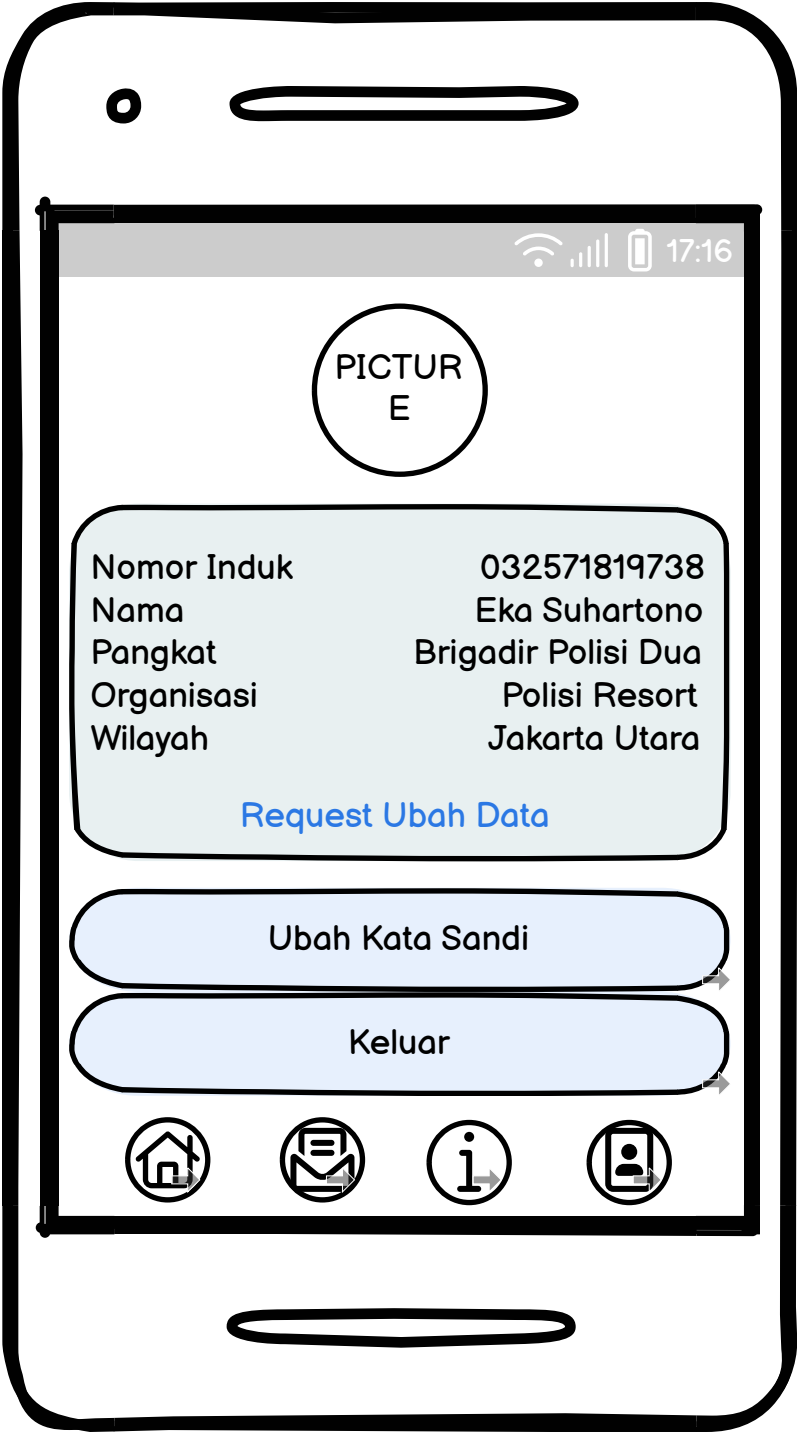 17:16
PICTUR
E
Nomor Induk 032571819738
Nama Eka Suhartono
Pangkat Brigadir Polisi Dua
Organisasi Polisi Resort
Wilayah Jakarta Utara
Request Ubah Data
Ubah Kata Sandi
Keluar